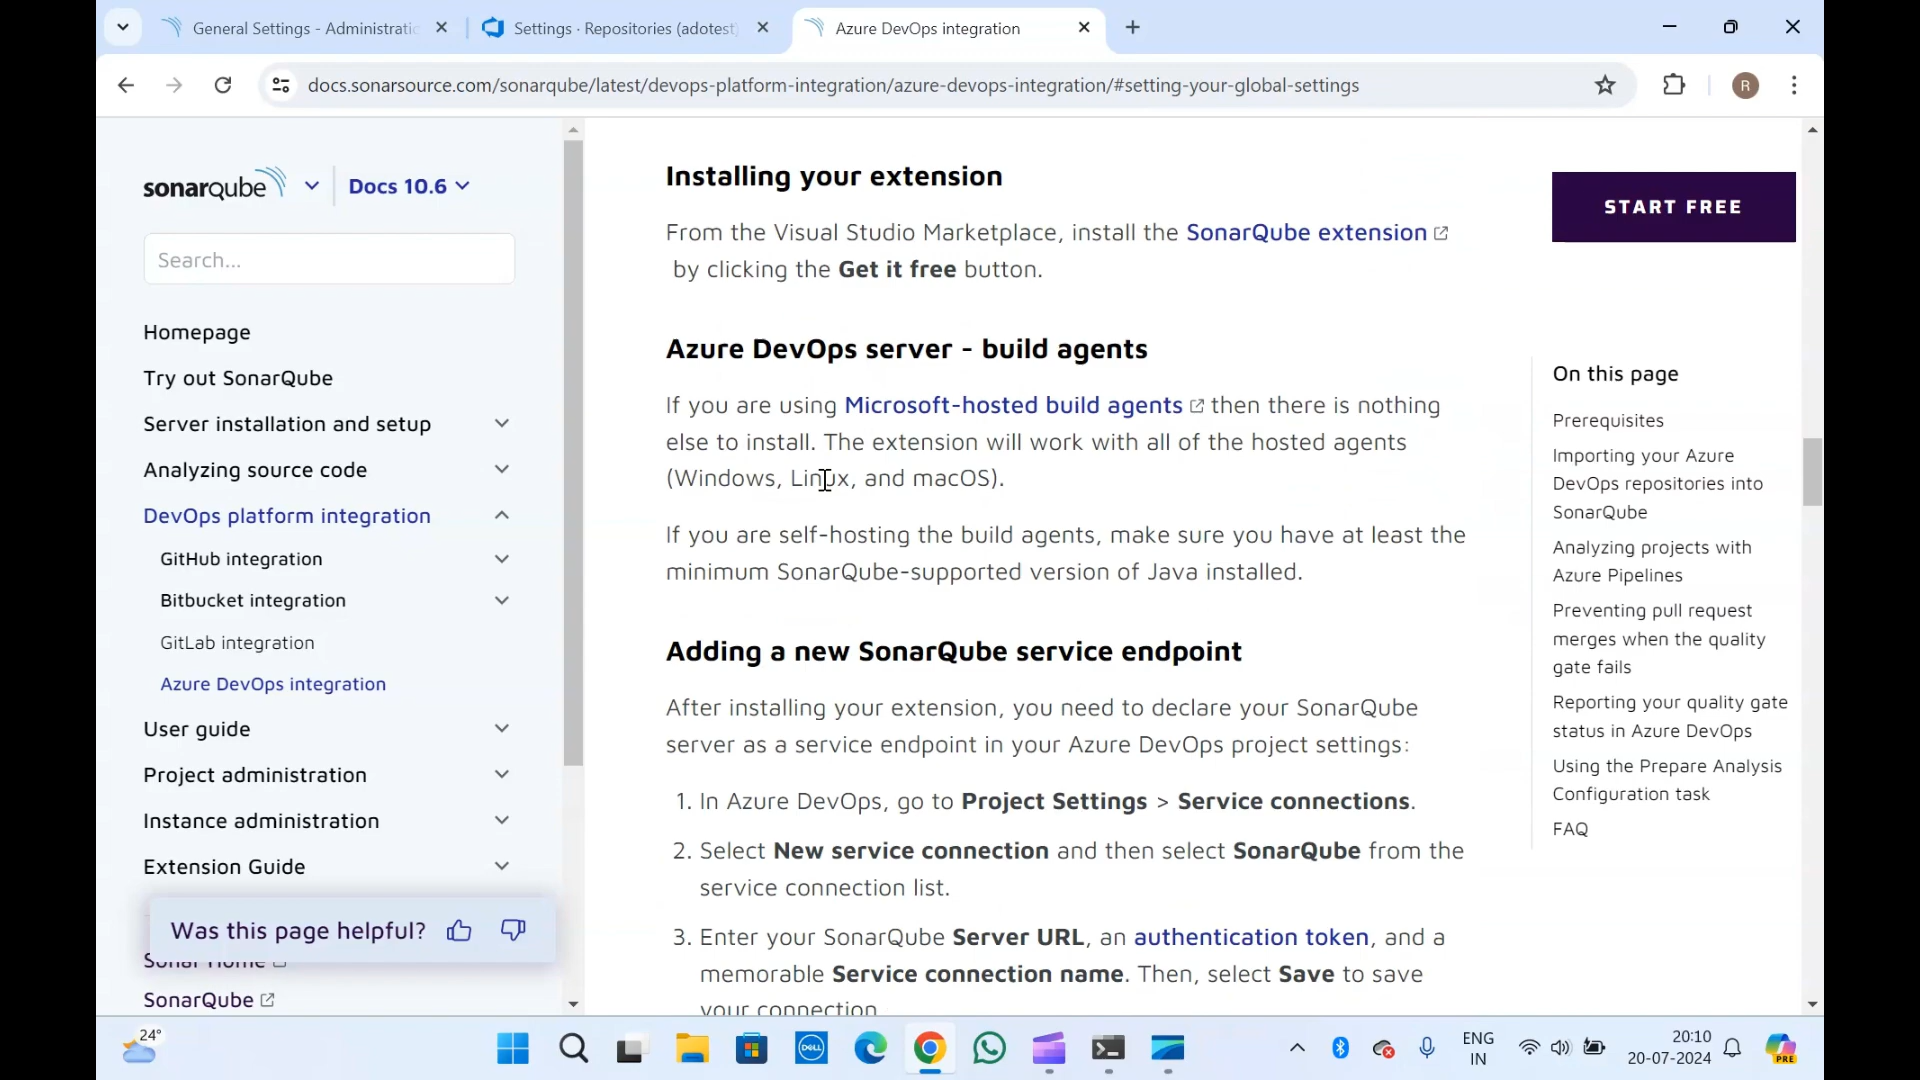 General Settings - Administratic
Settings · Repositories (adotest)
Azure DevOps integration
docs.sonarsource.com/sonarqube/latest/devops-platform-integration/azure-devops-integration/#setting-your-global-settings
R
sonarqube
Docs 10.6
Search...
Homepage
Try out SonarQube
Server installation and setup
Analyzing source code
DevOps platform integration
GitHub integration
Bitbucket integration
GitLab integration
Azure DevOps integration
User guide
Project administration
Instance administration
Extension Guide
Was this page helpful?
Sonar Home
SonarQube
Installing your extension
From the Visual Studio Marketplace, install the SonarQube extension
by clicking the Get it free button.
Azure DevOps server - build agents
If you are using Microsoft-hosted build agents then there is nothing
else to install. The extension will work with all of the hosted agents
(Windows, Linux, and macOS).
If you are self-hosting the build agents, make sure you have at least the
minimum SonarQube-supported version of Java installed.
Adding a new SonarQube service endpoint
After installing your extension, you need to declare your SonarQube
server as a service endpoint in your Azure DevOps project settings:
1. In Azure DevOps, go to Project Settings > Service connections.
2. Select New service connection and then select SonarQube from the
service connection list.
3. Enter your SonarQube Server URL, an authentication token, and a
memorable Service connection name. Then, select Save to save
your connection.
START FREE
On this page
Prerequisites
Importing your Azure
DevOps repositories into
SonarQube
Analyzing projects with
Azure Pipelines
Preventing pull request
merges when the quality
gate fails
Reporting your quality gate
status in Azure DevOps
Using the Prepare Analysis
Configuration task
FAQ
24°
DELL
ENG
IN
20:10
20-07-2024
PRE